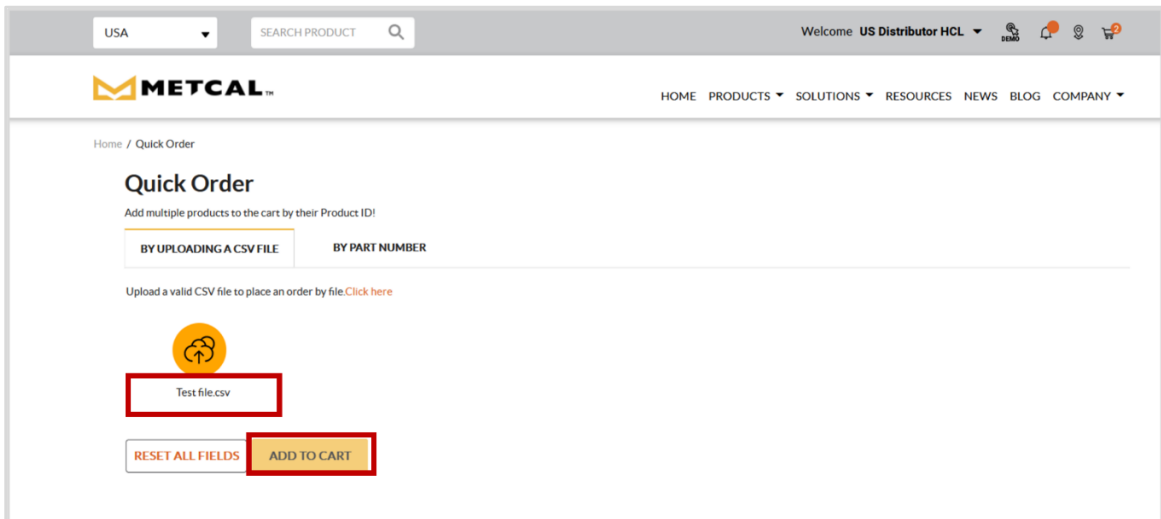 USA
SEARCH PRODUCT
Welcome US Distributor HCL
DEMO
2
METCAL™
HOME PRODUCTS SOLUTIONS RESOURCES NEWS BLOG COMPANY
Home / Quick Order
Quick Order
Add multiple products to the cart by their Product ID!
BY UPLOADING A CSV FILE
BY PART NUMBER
Upload a valid CSV file to place an order by file.Click here
Test file.csv
RESET ALL FIELDS
ADD TO CART